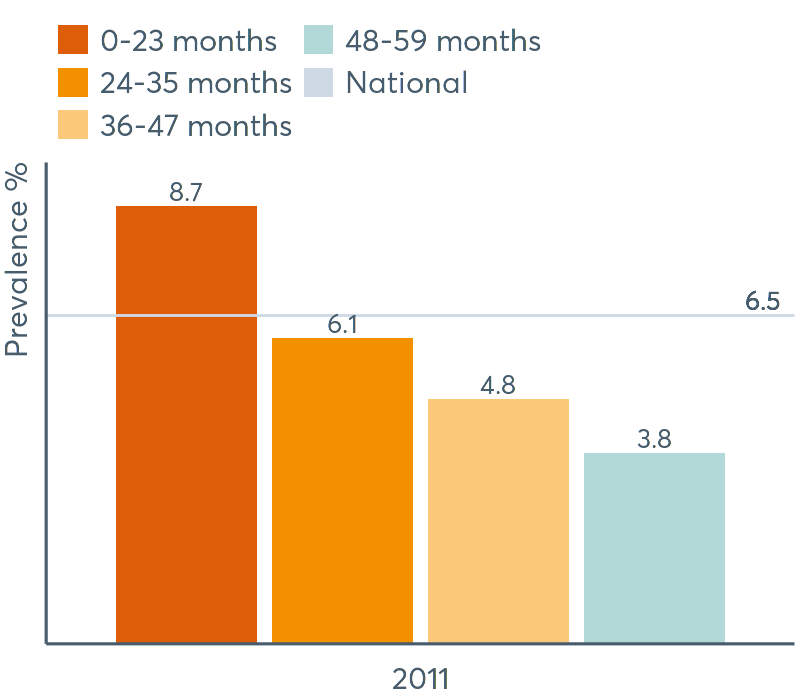 0-23 months
24-35 months
36-47 months
48-59 months
National
Prevalence %
8.7
6.1
4.8
3.8
6.5
2011